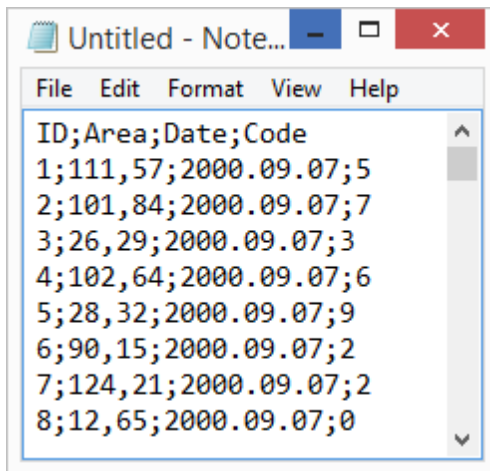 Untitled - Note...
File Edit Format View Help
ID;Area;Date;Code
1;111,57;2000.09.07;5
2;101,84;2000.09.07;7
3;26,29;2000.09.07;3
4;102,64;2000.09.07;6
5;28,32;2000.09.07;9
6;90,15;2000.09.07;2
7;124,21;2000.09.07;2
8;12,65;2000.09.07;0